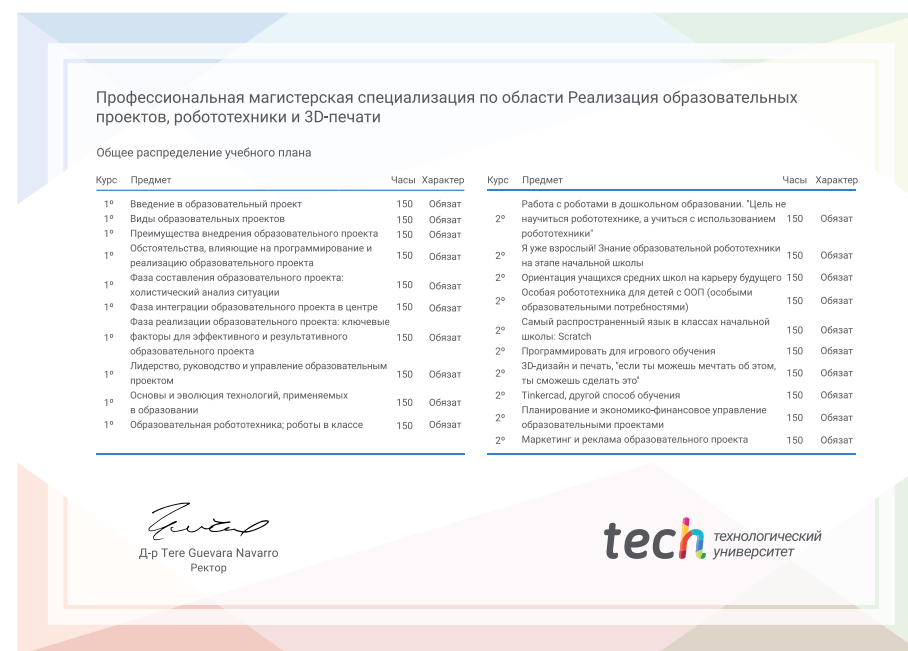 Профессиональная магистерская специализация по области Реализация образовательных
проектов, робототехники и 3D-печати
Общее распределение учебного плана
Курс Предмет Часы Характер
1º Введение в образовательный проект 150 Обязат
1º Виды образовательных проектов 150 Обязат
1º Преимущества внедрения образовательного проекта 150 Обязат
Обстоятельства, влияющие на программирование и
1º реализацию образовательного проекта 150 Обязат
Фаза составления образовательного проекта:
1º холистический анализ ситуации 150 Обязат
1º Фаза интеграции образовательного проекта в центре 150 Обязат
Фаза реализации образовательного проекта: ключевые
1º факторы для эффективного и результативного 150 Обязат
образовательного проекта
Лидерство, руководство и управление образовательным
1º проектом 150 Обязат
Основы и эволюция технологий, применяемых
1º в образовании 150 Обязат
1º Образовательная робототехника; роботы в классе 150 Обязат
Курс Предмет Часы Характер
Работа с роботами в дошкольном образовании. "Цель не
2º научиться робототехнике, а учиться с использованием 150 Обязат
робототехники"
Я уже взрослый! Знание образовательной робототехники
2º на этапе начальной школы 150 Обязат
2º Ориентация учащихся средних школ на карьеру будущего 150 Обязат
Особая робототехника для детей с ООП (особыми
2º образовательными потребностями) 150 Обязат
Самый распространенный язык в классах начальной
2º школы: Scratch 150 Обязат
2º Программировать для игрового обучения 150 Обязат
3D-дизайн и печать, "если ты можешь мечтать об этом,
2º ты сможешь сделать это" 150 Обязат
2º Tinkercad, другой способ обучения 150 Обязат
Планирование и экономико-финансовое управление
2º образовательными проектами 150 Обязат
2º Маркетинг и реклама образовательного проекта 150 Обязат
Д-р Tere Guevara Navarro
Ректор
tech технологический
университет